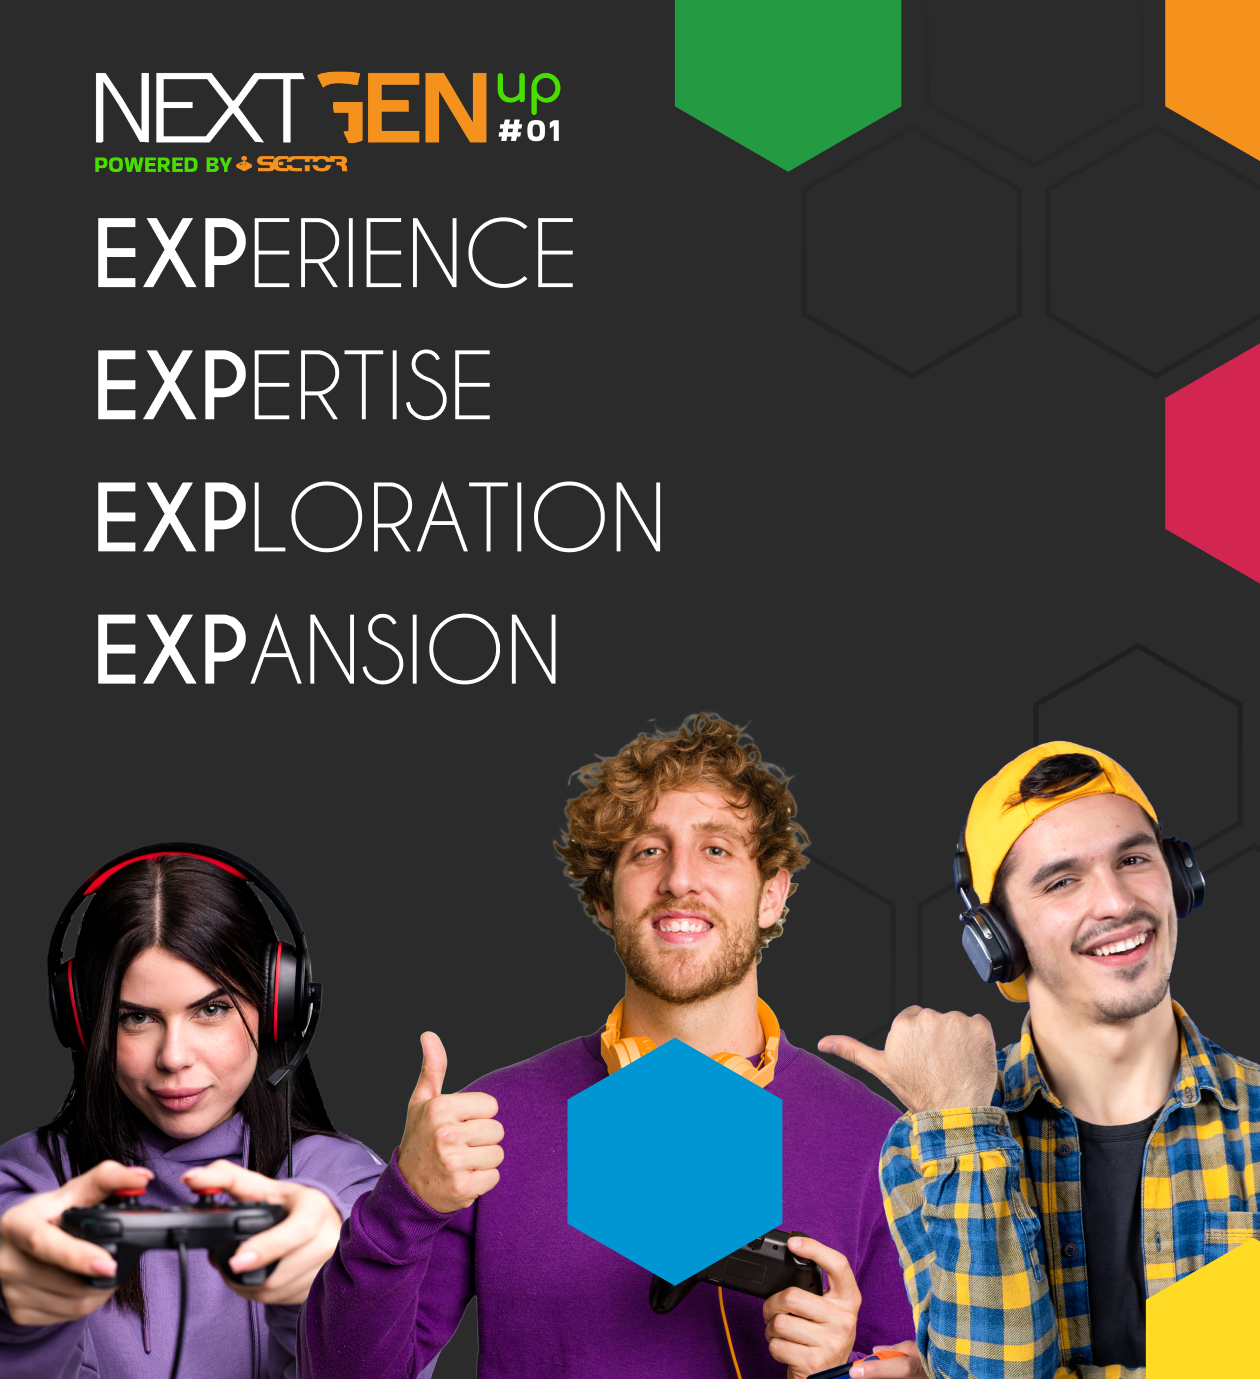 NEXT GEN up
#01
POWERED BY SECTOR
EXPERIENCE
EXPERTISE
EXPLORATION
EXPANSION